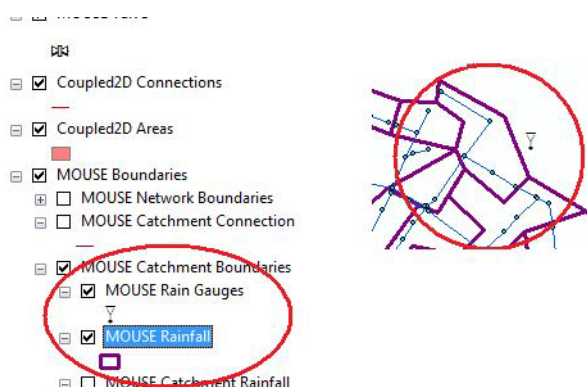 Coupled2D Connections
Coupled2D Areas
MOUSE Boundaries
MOUSE Network Boundaries
MOUSE Catchment Connection
MOUSE Catchment Boundaries
MOUSE Rain Gauges
MOUSE Rainfall
MOUSE Catchment Rainfall